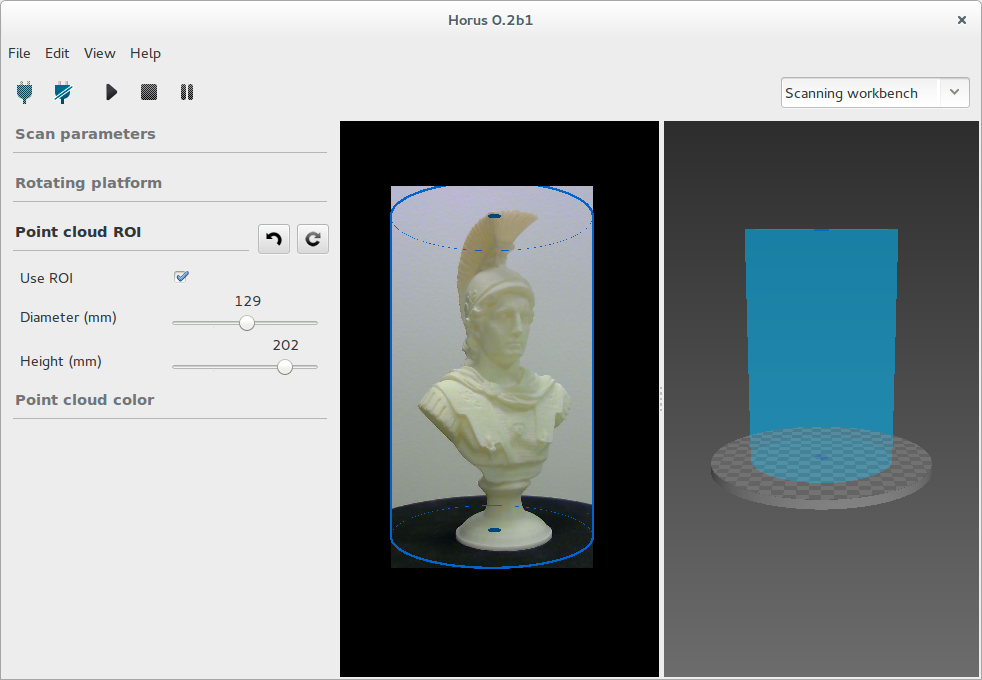 Horus 0.2b1
File Edit View Help
Scanning workbench
Scan parameters
Rotating platform
Point cloud ROI
Use ROI
129
Diameter (mm)
202
Height (mm)
Point cloud color